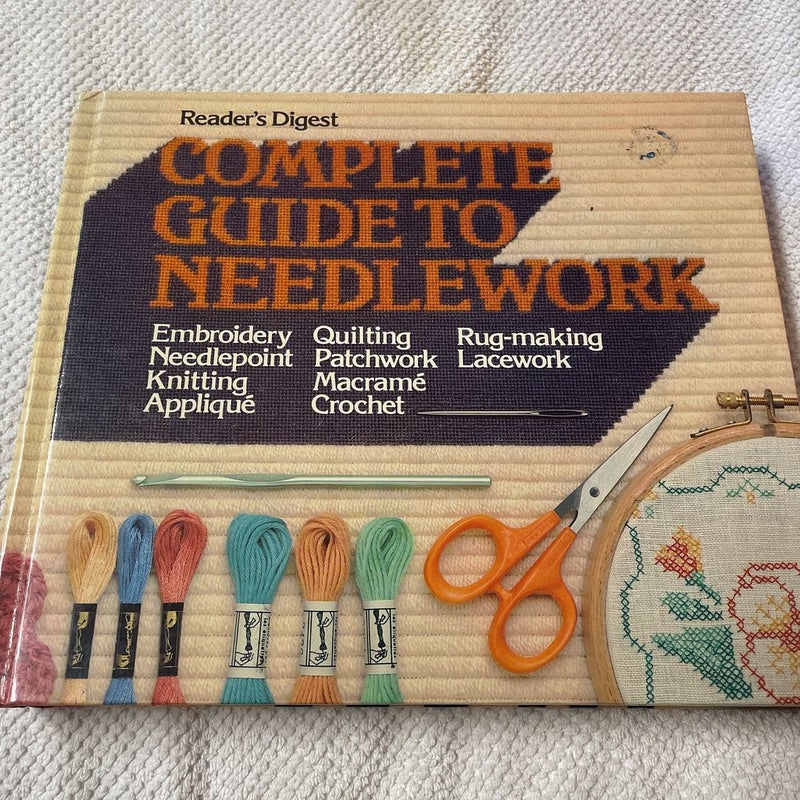 Reader's Digest
COMPLETE
GUIDE TO
NEEDLEWORK
Embroidery
Needlepoint
Knitting
Appliqué
Quilting
Patchwork
Macramé
Crochet
Rug-making
Lacework